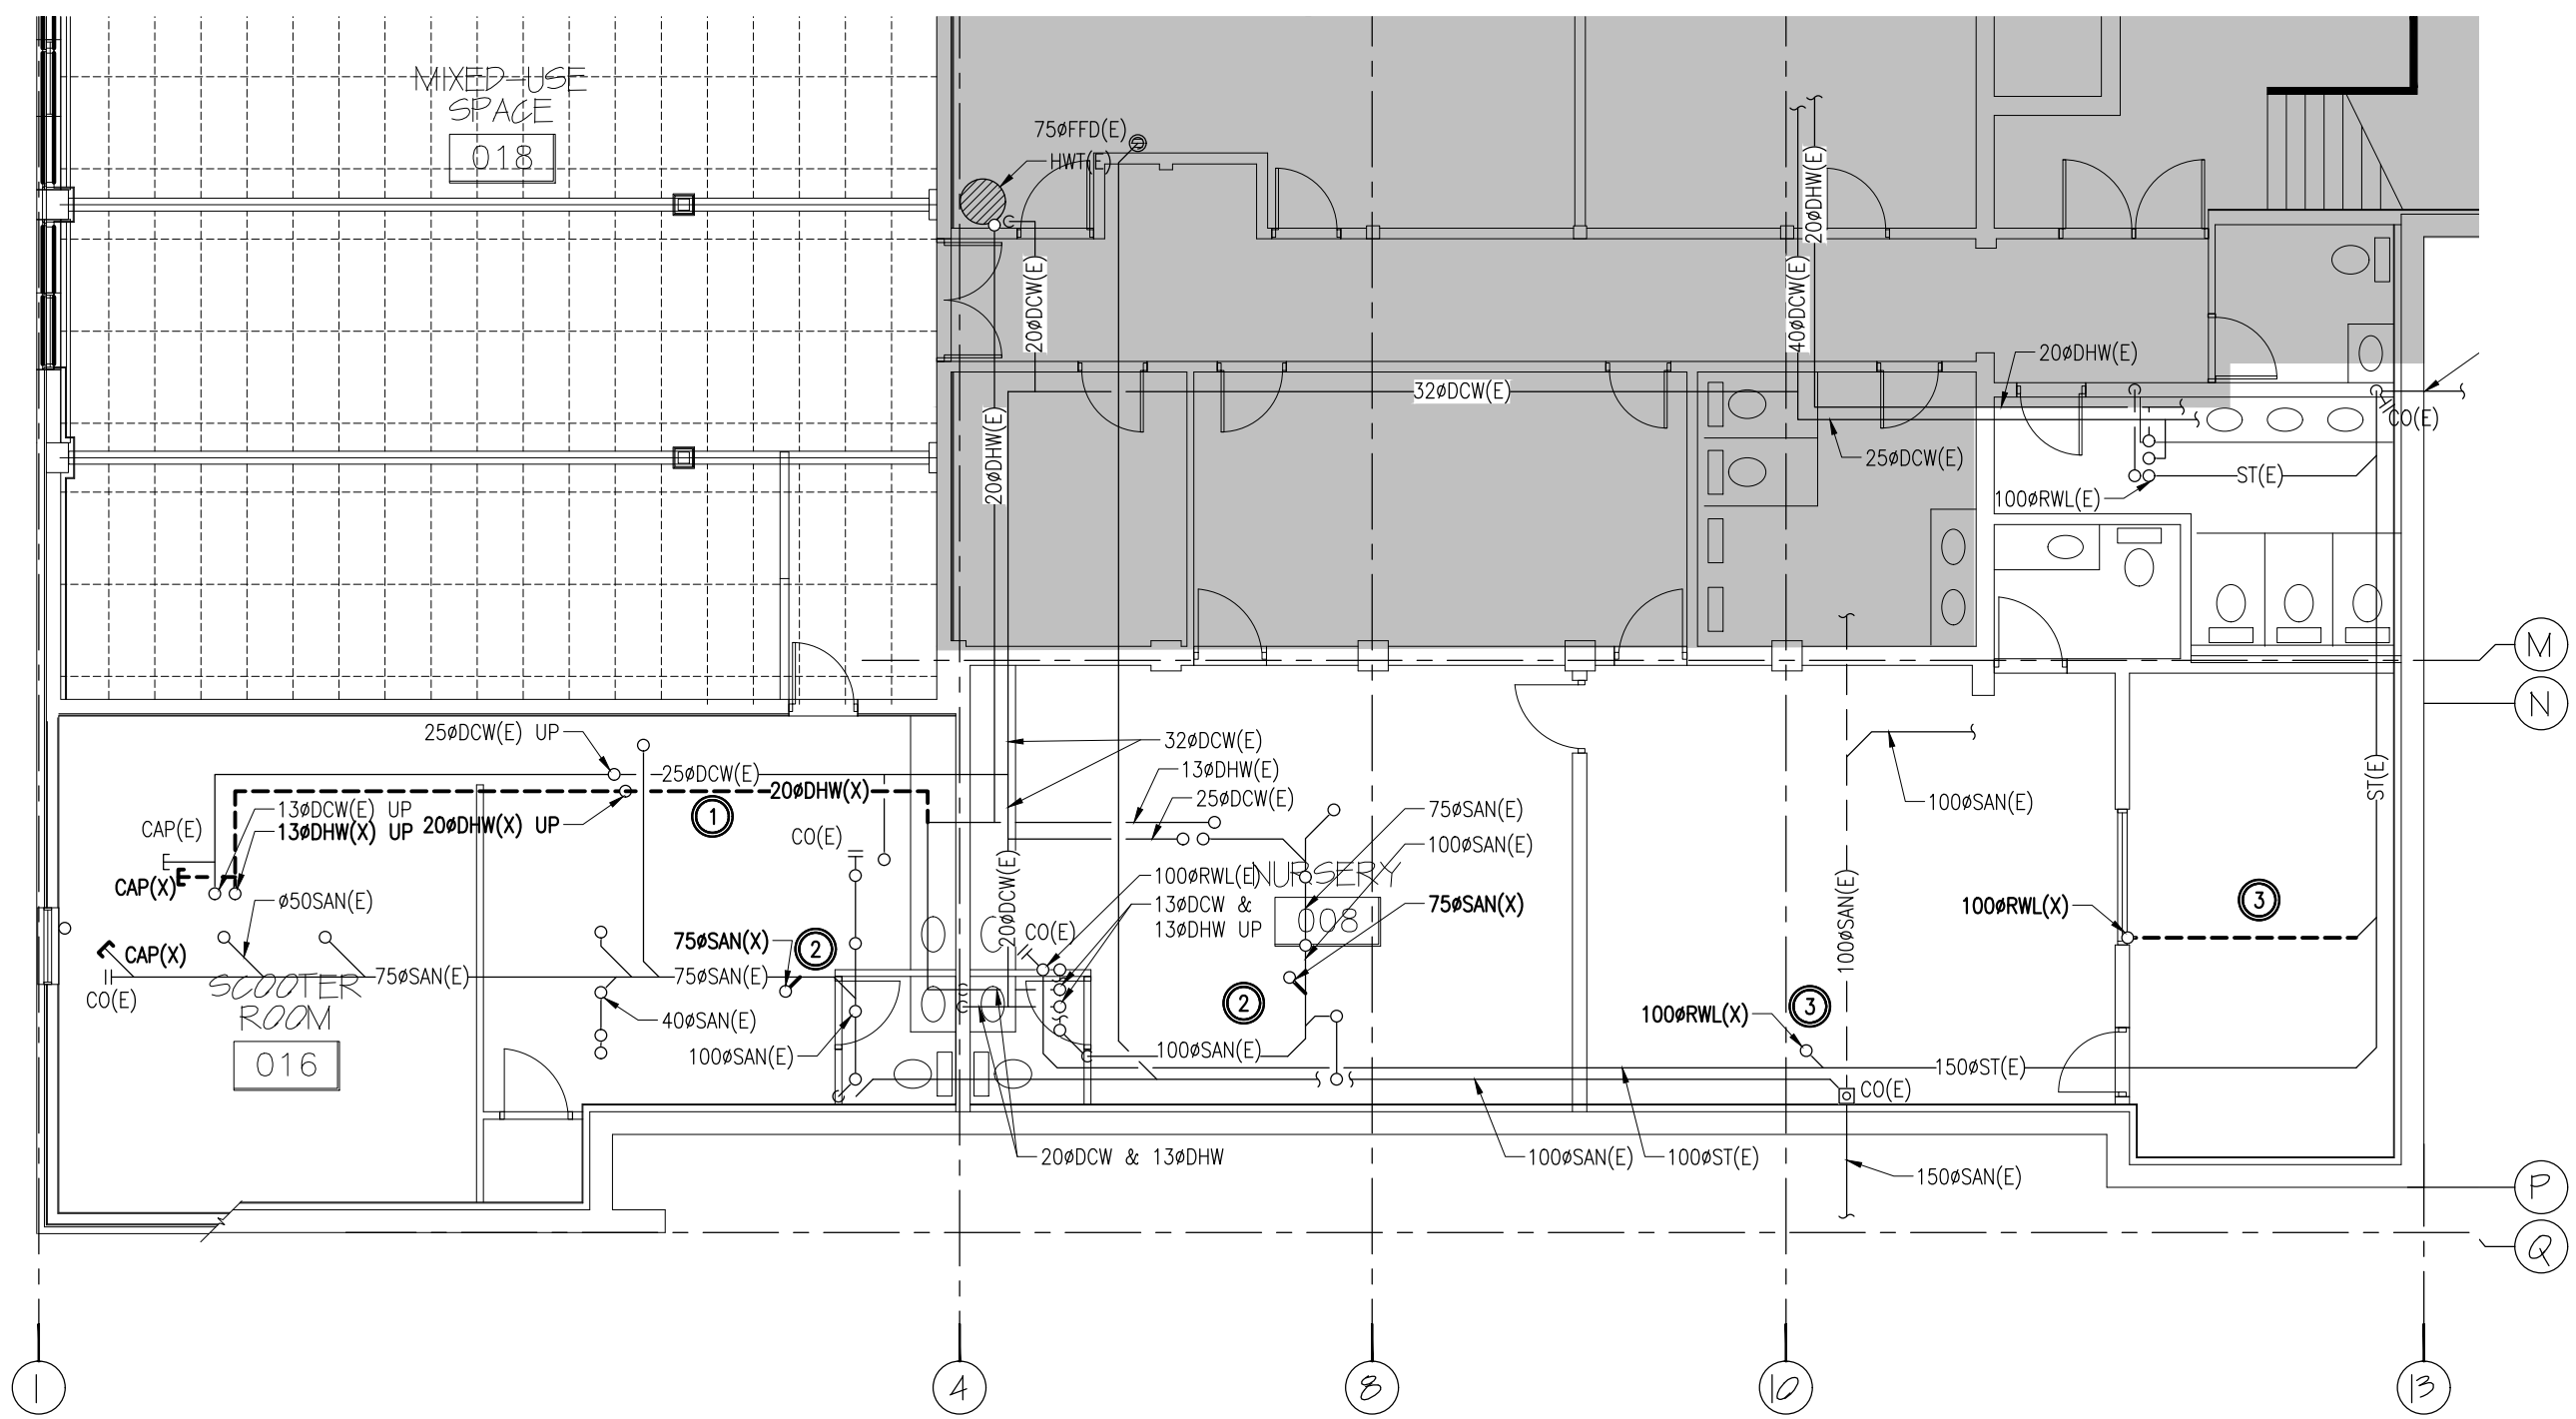 MIXED-USE
SPACE
018
75øFFD(E)
HWT(E)
C
20øDCW(E)
20øDHW(E)
20øDHW(E)
40øDCW(E)
32øDCW(E)
20øDHW(E)
25øDCW(E)
CO(E)
ST(E)
100øRWL(E)
M
N
25øDCW(E) UP
25øDCW(E)
20øDHW(X)
13øDCW(E) UP
13øDHW(X) UP
20øDHW(X) UP
1
CAP(E)
CAP(X)
CO(E)
ø50SAN(E)
CAP(X)
CO(E)
75øSAN(E)
SCOOTER
ROOM
016
75øSAN(X)
2
75øSAN(E)
40øSAN(E)
100øSAN(E)
32øDCW(E)
13øDHW(E)
25øDCW(E)
20øDCW(E)
100øRWL(E)
CO(E)
13øDCW &
13øDHW UP
NURSERY
008
75øSAN(E)
100øSAN(E)
75øSAN(X)
2
C
C
100øSAN(E)
20øDCW & 13øDHW
100øSAN(E)
100øSAN(E)
100øRWL(X)
3
100øRWL(X)
3
ST(E)
150øST(E)
CO(E)
100øSAN(E)
100øST(E)
150øSAN(E)
P
Q
1
4
8
10
13